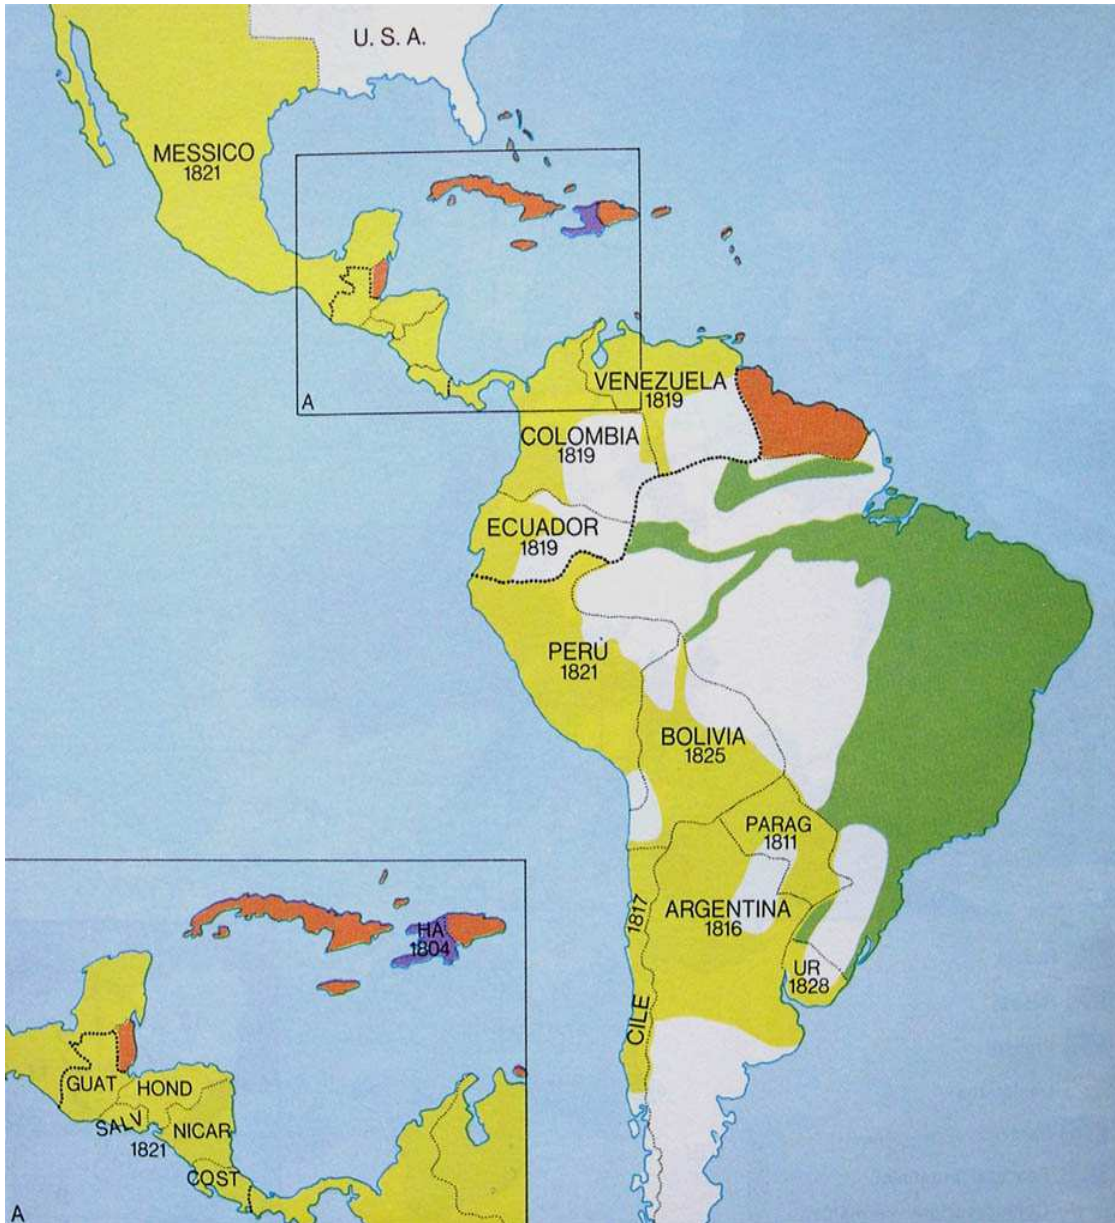 U. S. A.
MESSICO
1821
A
VENEZUELA
1819
COLOMBIA
1819
ECUADOR
1819
PERÙ
1821
BOLIVIA
1825
PARAG
1811
ARGENTINA
1816
CILE 1817
UR
1828
HA
1804
GUAT
HOND
SALV
NICAR
1821
COST
A